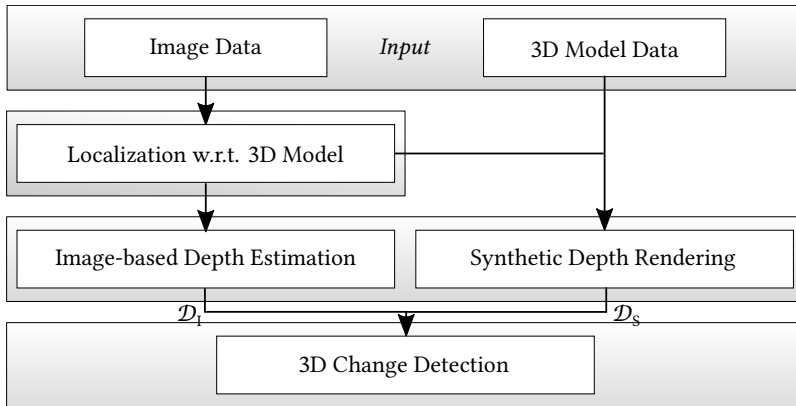 Image Data
Input
3D Model Data
Localization w.r.t. 3D Model
Image-based Depth Estimation
Synthetic Depth Rendering
𝒟I
𝒟S
3D Change Detection